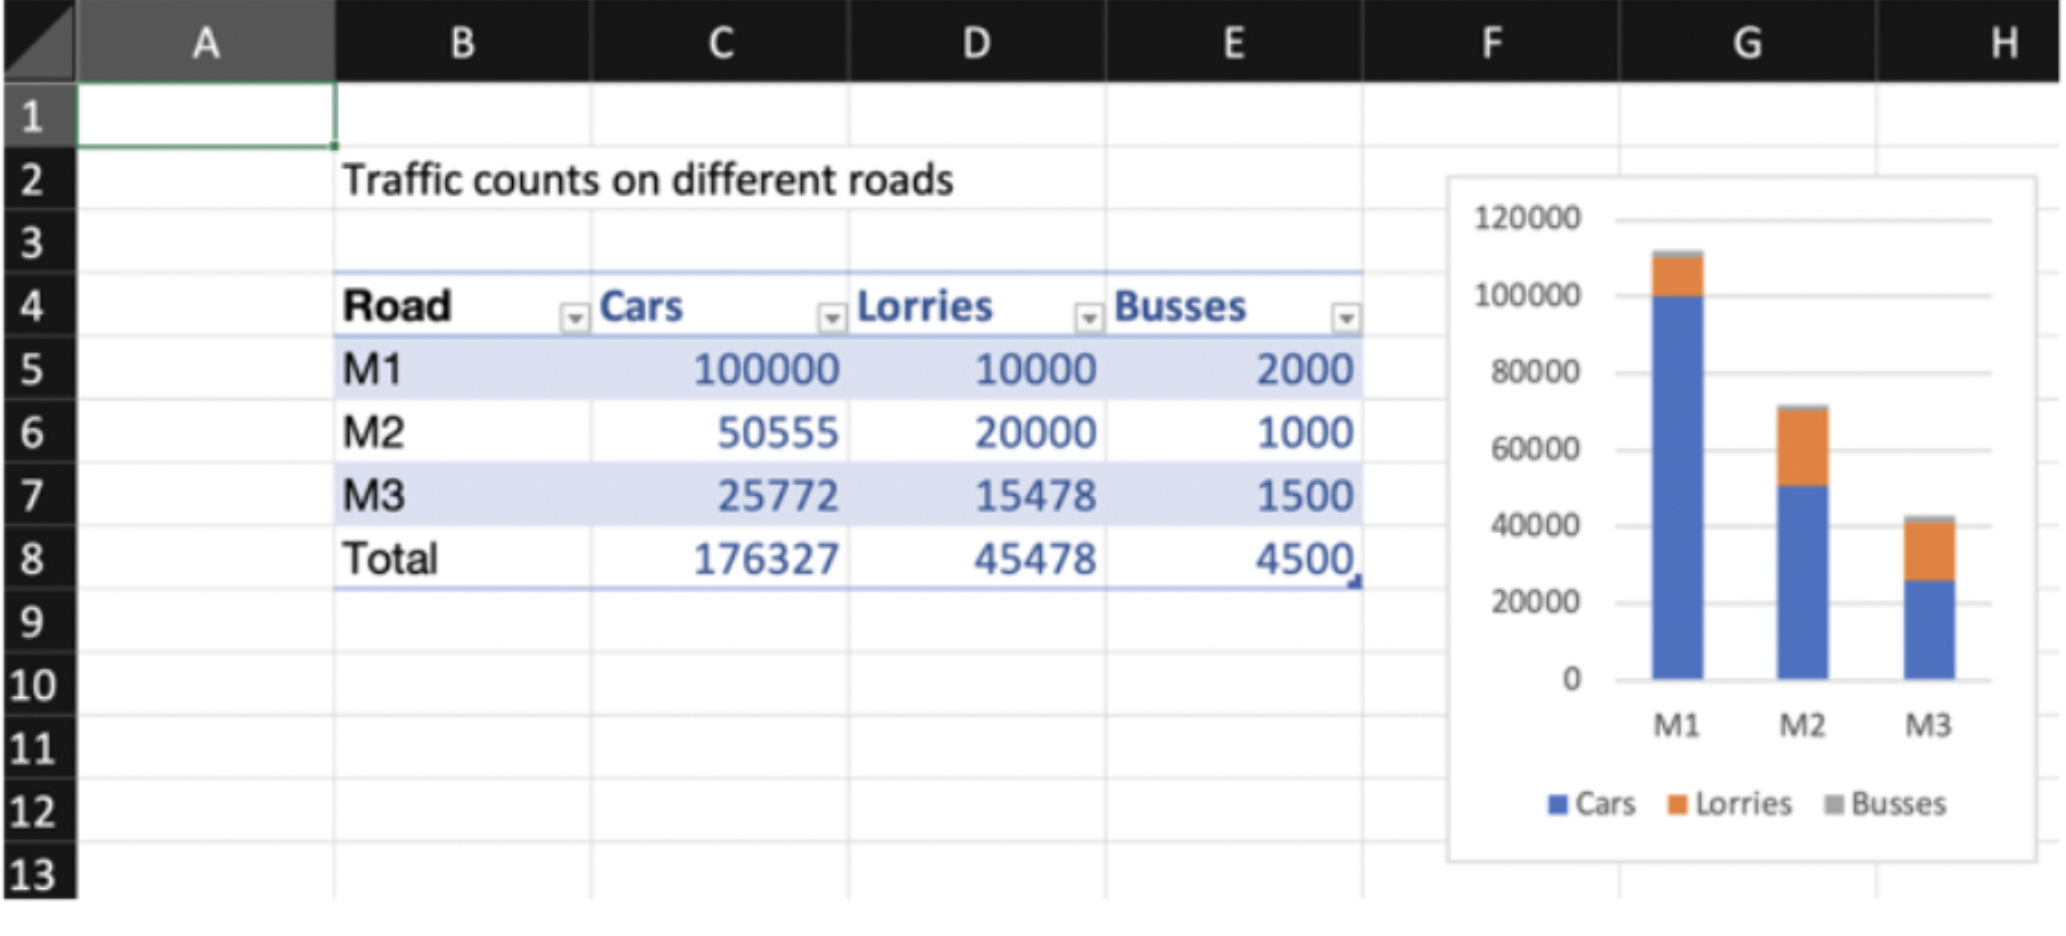 A B C D E F G H
1
2 Traffic counts on different roads
3
4 Road Cars Lorries Busses
5 M1 100000 10000 2000
6 M2 50555 20000 1000
7 M3 25772 15478 1500
8 Total 176327 45478 4500
9
10
11
12
13
120000
100000
80000
60000
40000
20000
0
M1 M2 M3
Cars Lorries Busses